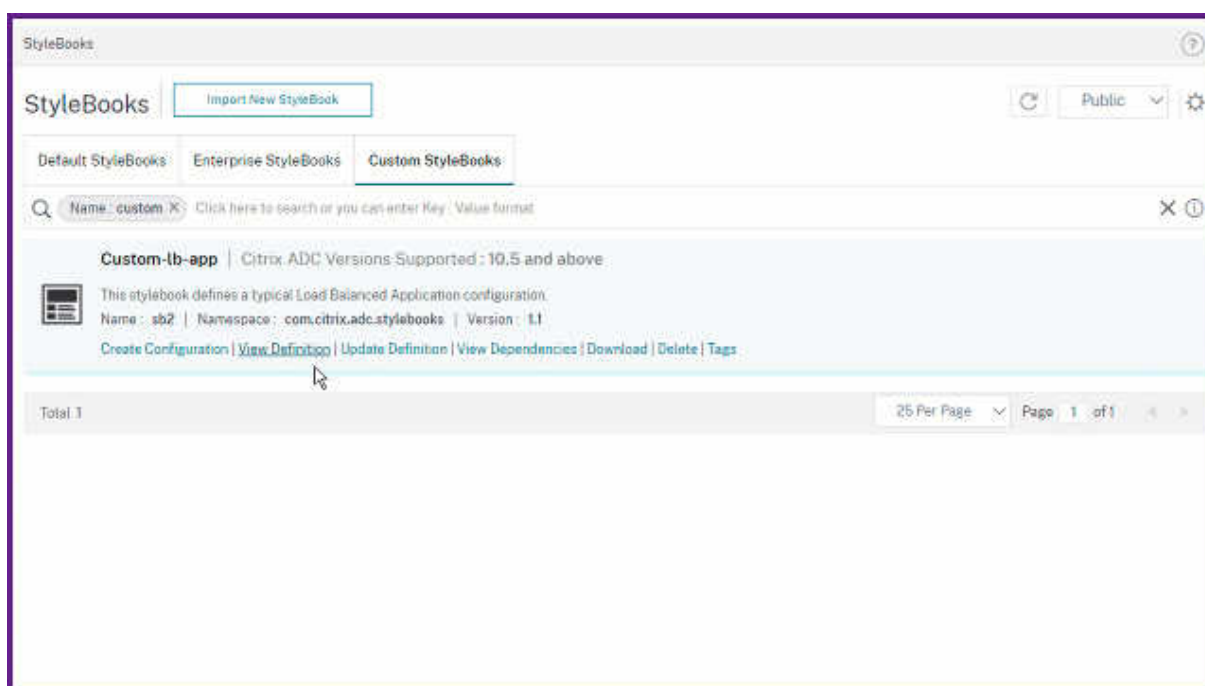 StyleBooks
StyleBooks
Import New StyleBook
Public
Default StyleBooks Enterprise StyleBooks Custom StyleBooks
Name : custom X Click here to search or you can enter Key : Value format
Custom-lb-app | Citrix ADC Versions Supported : 10.5 and above
This stylebook defines a typical Load Balanced Application configuration.
Name : sb2 | Namespace : com.citrix.adc.stylebooks | Version : 1.1
Create Configuration | View Definition | Update Definition | View Dependencies | Download | Delete | Tags
Total 1 25 Per Page Page 1 of 1